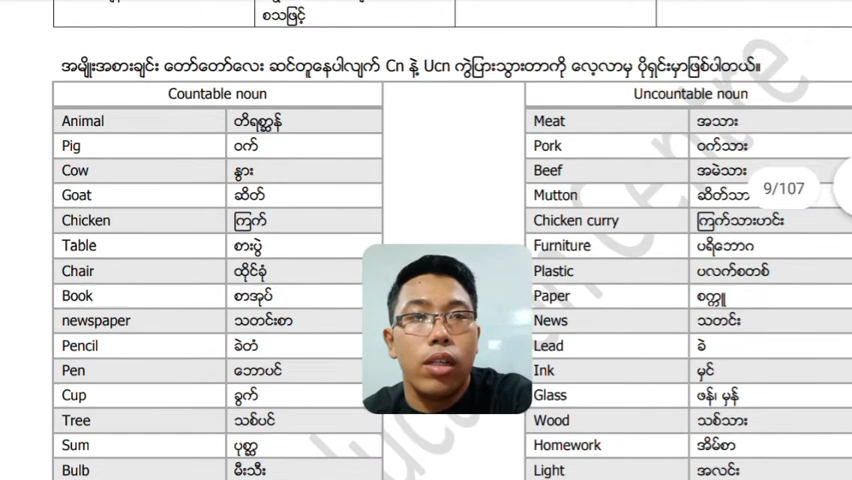 စသဖြင့်
အမျိုးအစားချင်း တော်တော်လေး ဆင်တူနေပါလျက် Cn နဲ့ Ucn ကွဲပြားသွားတာကို လေ့လာမှ ပိုရှင်းမှာဖြစ်ပါတယ်။
Countable noun Uncountable noun
Animal တိရစ္ဆာန် Meat အသား
Pig ဝက် Pork ဝက်သား
Cow နွား Beef အမဲသား
Goat ဆိတ် Mutton ဆိတ်သာ 9/107
Chicken ကြက် Chicken curry ကြက်သားဟင်း
Table စားပွဲ Furniture ပရိဘောဂ
Chair ထိုင်ခုံ Plastic ပလက်စတစ်
Book စာအုပ် Paper စက္ကူ
newspaper သတင်းစာ News သတင်း
Pencil ခဲတံ Lead ခဲ
Pen ဘောပင် Ink မှင်
Cup ခွက် Glass ဖန်၊ မှန်
Tree သစ်ပင် Wood သစ်သား
Sum ပုစ္ဆာ Homework အိမ်စာ
Bulb မီးသီး Light အလင်း